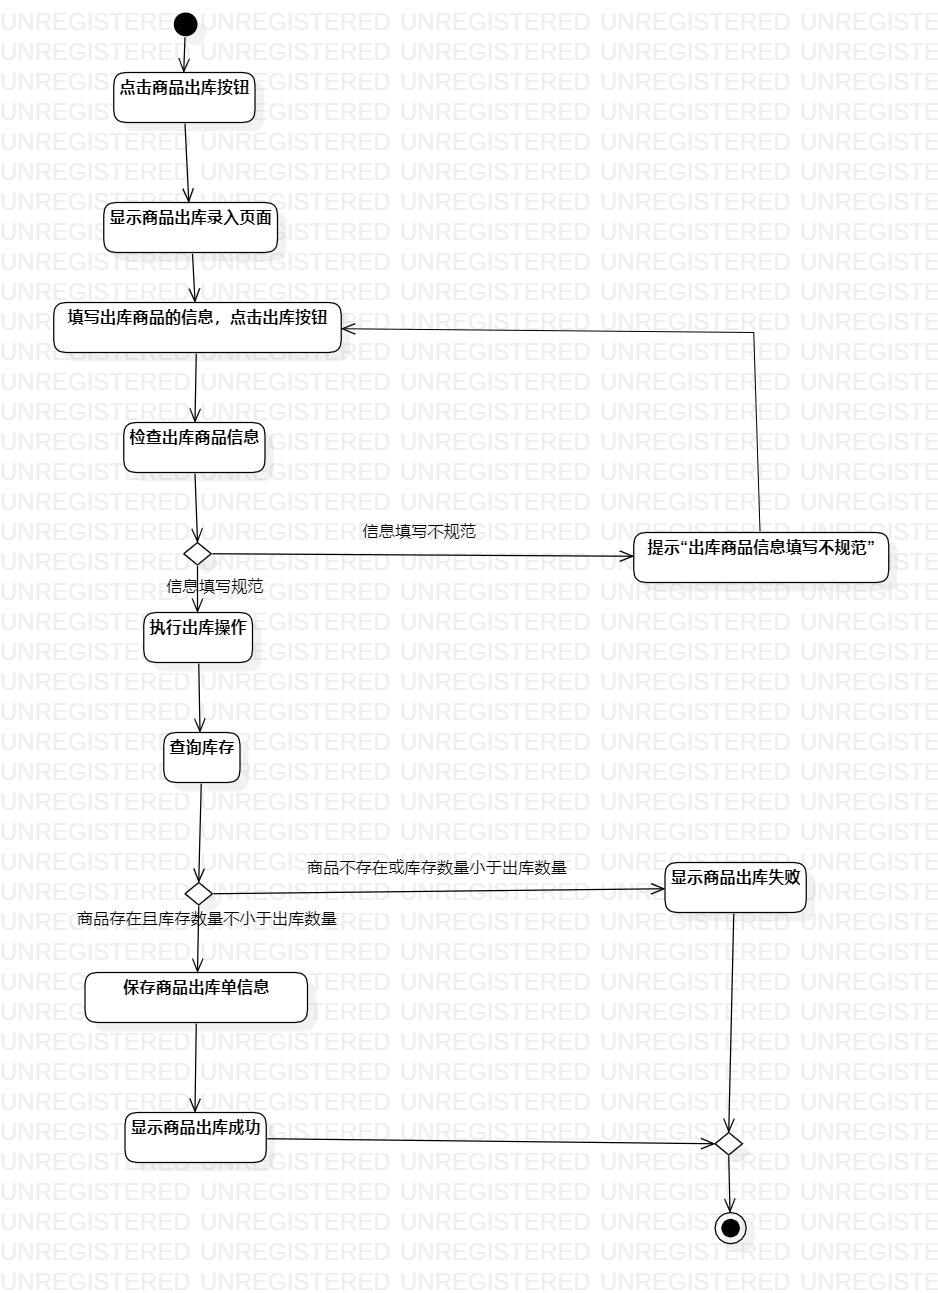 点击商品出库按钮
显示商品出库录入页面
填写出库商品的信息，点击出库按钮
检查出库商品信息
信息填写不规范
提示“出库商品信息填写不规范”
信息填写规范
执行出库操作
查询库存
商品不存在或库存数量小于出库数量
显示商品出库失败
商品存在且库存数量不小于出库数量
保存商品出库单信息
显示商品出库成功
UNREGISTERED